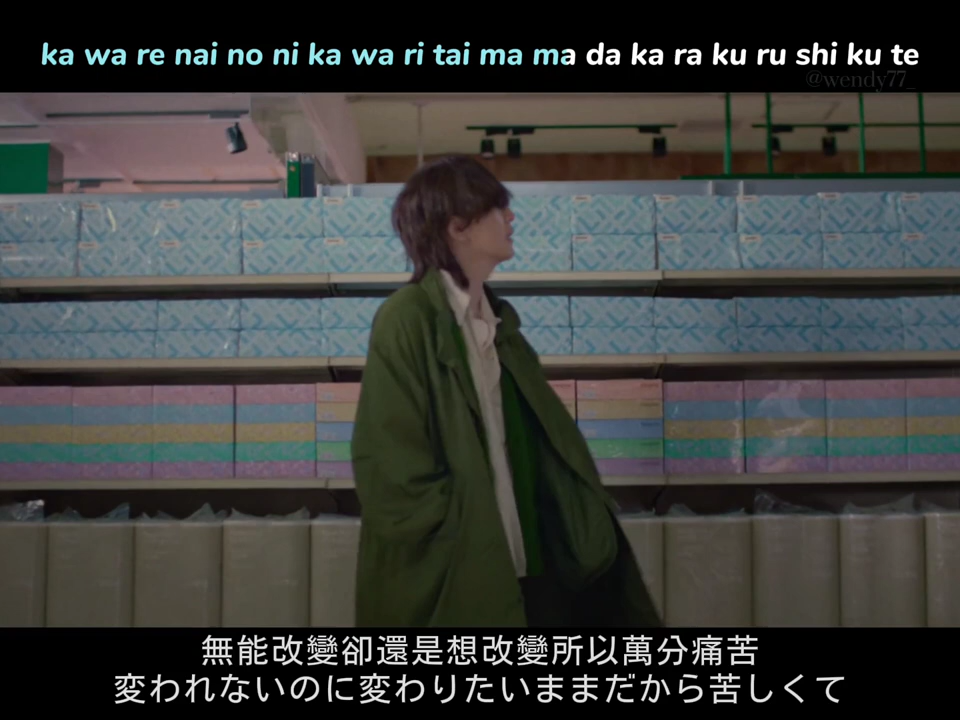 ka wa re nai no ni ka wa ri tai ma ma da ka ra ku ru shi ku te
@wendy77_
無能改變卻還是想改變所以萬分痛苦
変われないのに変わりたいままだから苦しくて